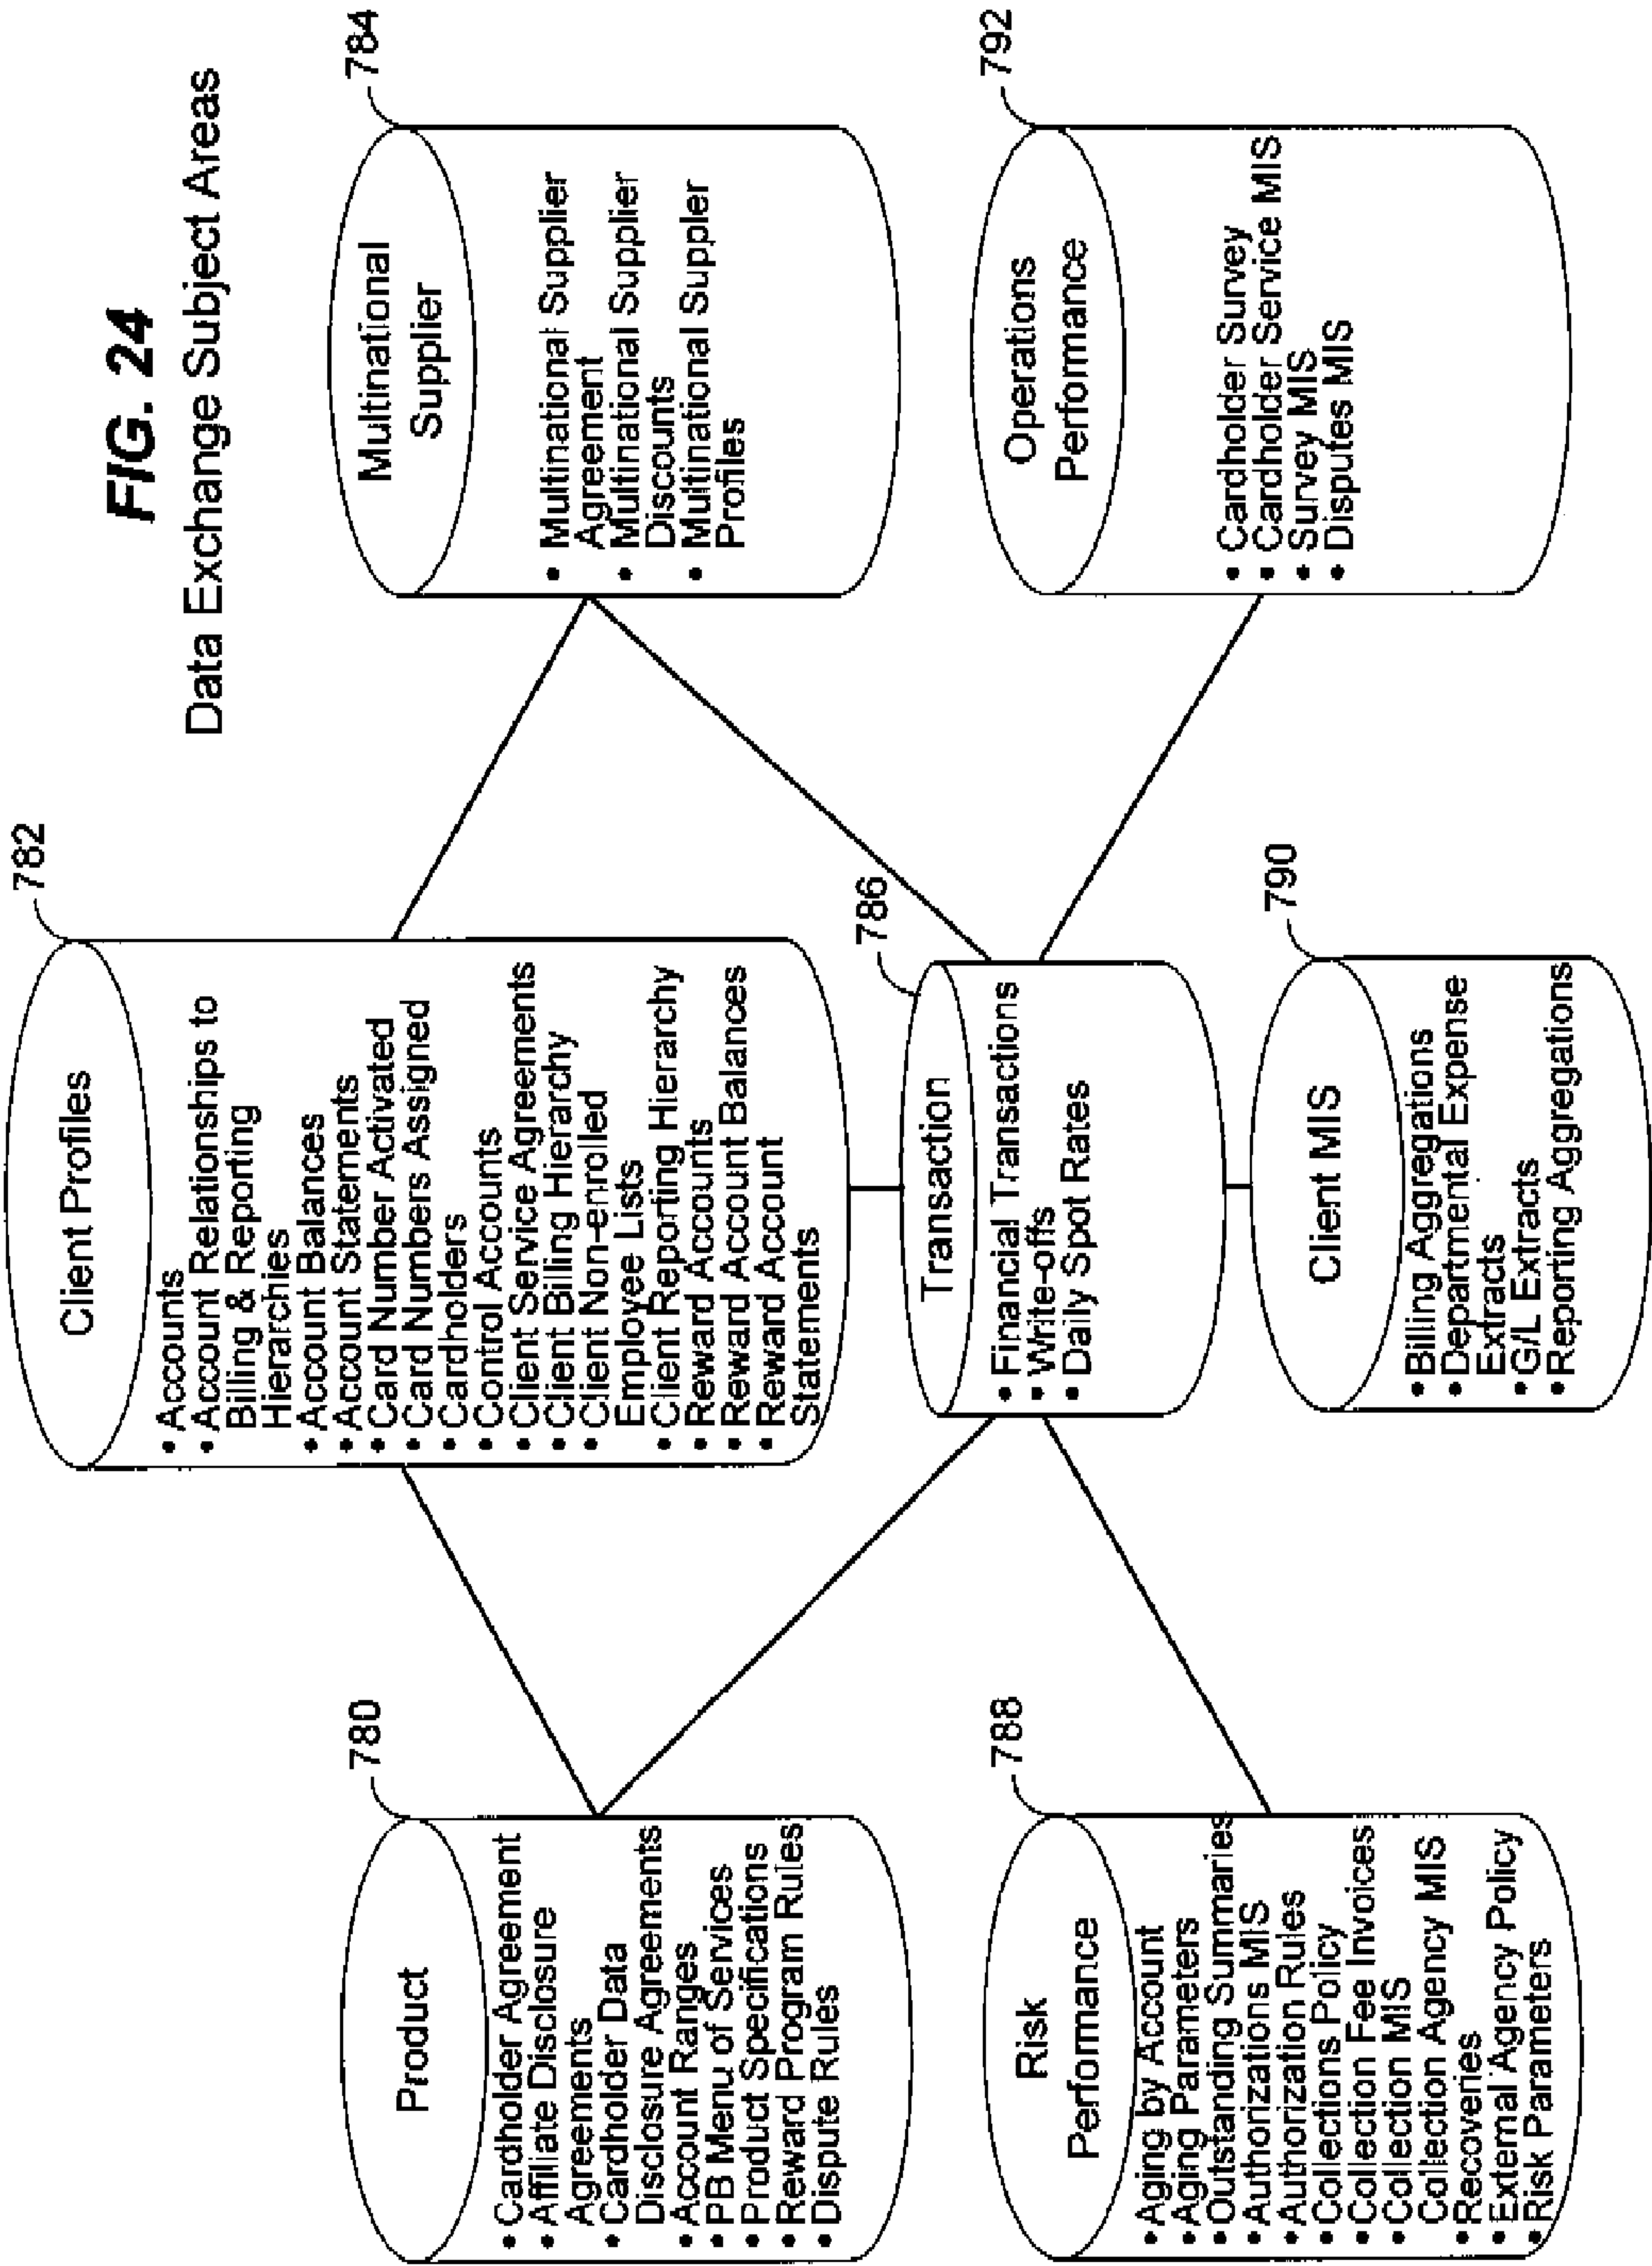 FIG. 24
Data Exchange Subject Areas
780
Product
• Cardholder Agreement
• Affiliate Disclosure
Agreements
• Cardholder Data
Disclosure Agreements
• Account Ranges
• PB Menu of Services
• Product Specifications
• Reward Program Rules
• Dispute Rules
782
Client Profiles
• Accounts
• Account Relationships to
Billing & Reporting
Hierarchies
• Account Balances
• Account Statements
• Card Number Activated
• Card Numbers Assigned
• Cardholders
• Control Accounts
• Client Service Agreements
• Client Billing Hierarchy
• Client Non-enrolled
Employee Lists
• Client Reporting Hierarchy
• Reward Accounts
• Reward Account Balances
• Reward Account
Statements
784
Multinational
Supplier
• Multinational Supplier
Agreement
• Multinational Supplier
Discounts
• Multinational Suppler
Profiles
786
Transaction
• Financial Transactions
• Write-offs
• Daily Spot Rates
788
Risk
Perfomance
• Aging by Account
• Aging Parameters
• Outstanding Summaries
• Authorizations MIS
• Authorization Rules
• Collections Policy
• Collection Fee Invoices
• Collection MIS
Collection Agency MIS
• Recoveries
• External Agency Policy
• Risk Parameters
790
Client MIS
• Billing Aggregations
• Departmental Expense
Extracts
• G/L Extracts
• Reporting Aggregations
792
Operations
Perfomance
• Cardholder Survey
• Cardholder Service MIS
• Survey MIS
• Disputes MIS